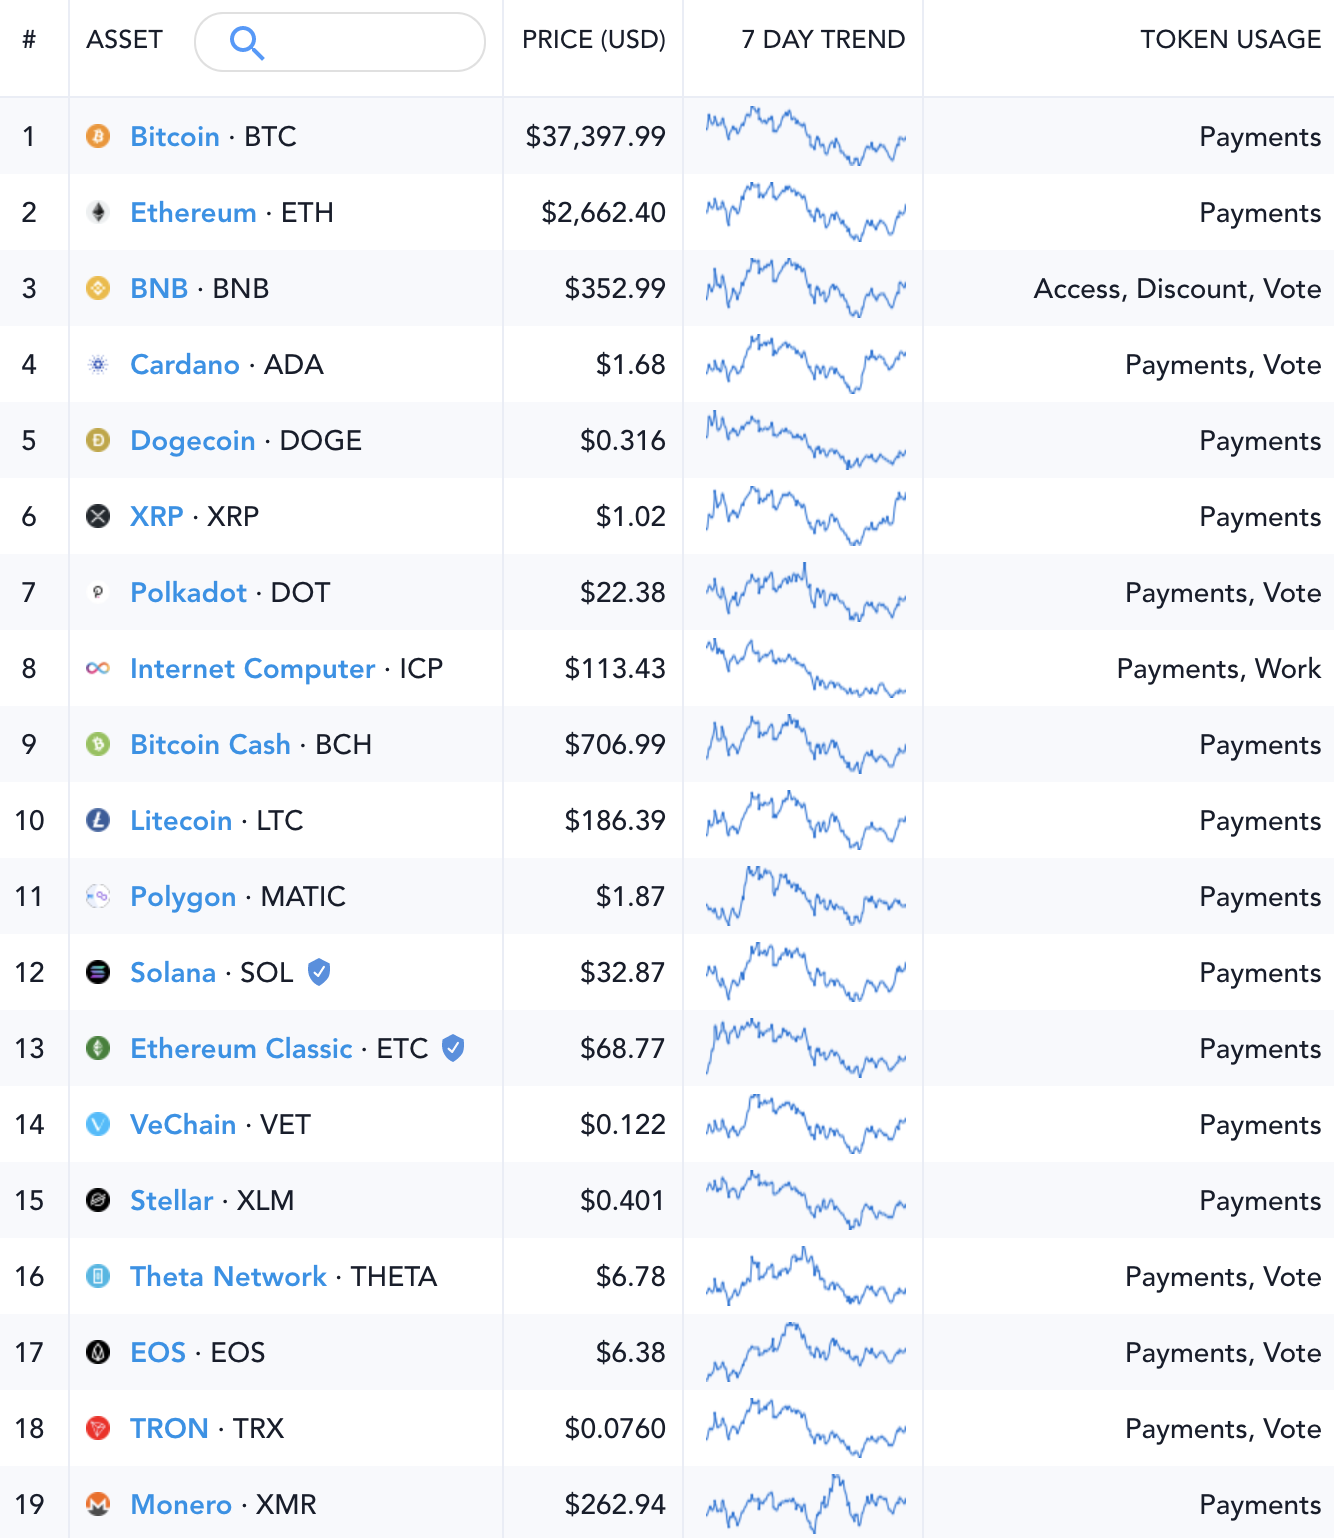 # ASSET PRICE (USD) 7 DAY TREND TOKEN USAGE
1 Bitcoin · BTC $37,397.99 Payments
2 Ethereum · ETH $2,662.40 Payments
3 BNB · BNB $352.99 Access, Discount, Vote
4 Cardano · ADA $1.68 Payments, Vote
5 Dogecoin · DOGE $0.316 Payments
6 XRP · XRP $1.02 Payments
7 Polkadot · DOT $22.38 Payments, Vote
8 Internet Computer · ICP $113.43 Payments, Work
9 Bitcoin Cash · BCH $706.99 Payments
10 Litecoin · LTC $186.39 Payments
11 Polygon · MATIC $1.87 Payments
12 Solana · SOL $32.87 Payments
13 Ethereum Classic · ETC $68.77 Payments
14 VeChain · VET $0.122 Payments
15 Stellar · XLM $0.401 Payments
16 Theta Network · THETA $6.78 Payments, Vote
17 EOS · EOS $6.38 Payments, Vote
18 TRON · TRX $0.0760 Payments, Vote
19 Monero · XMR $262.94 Payments